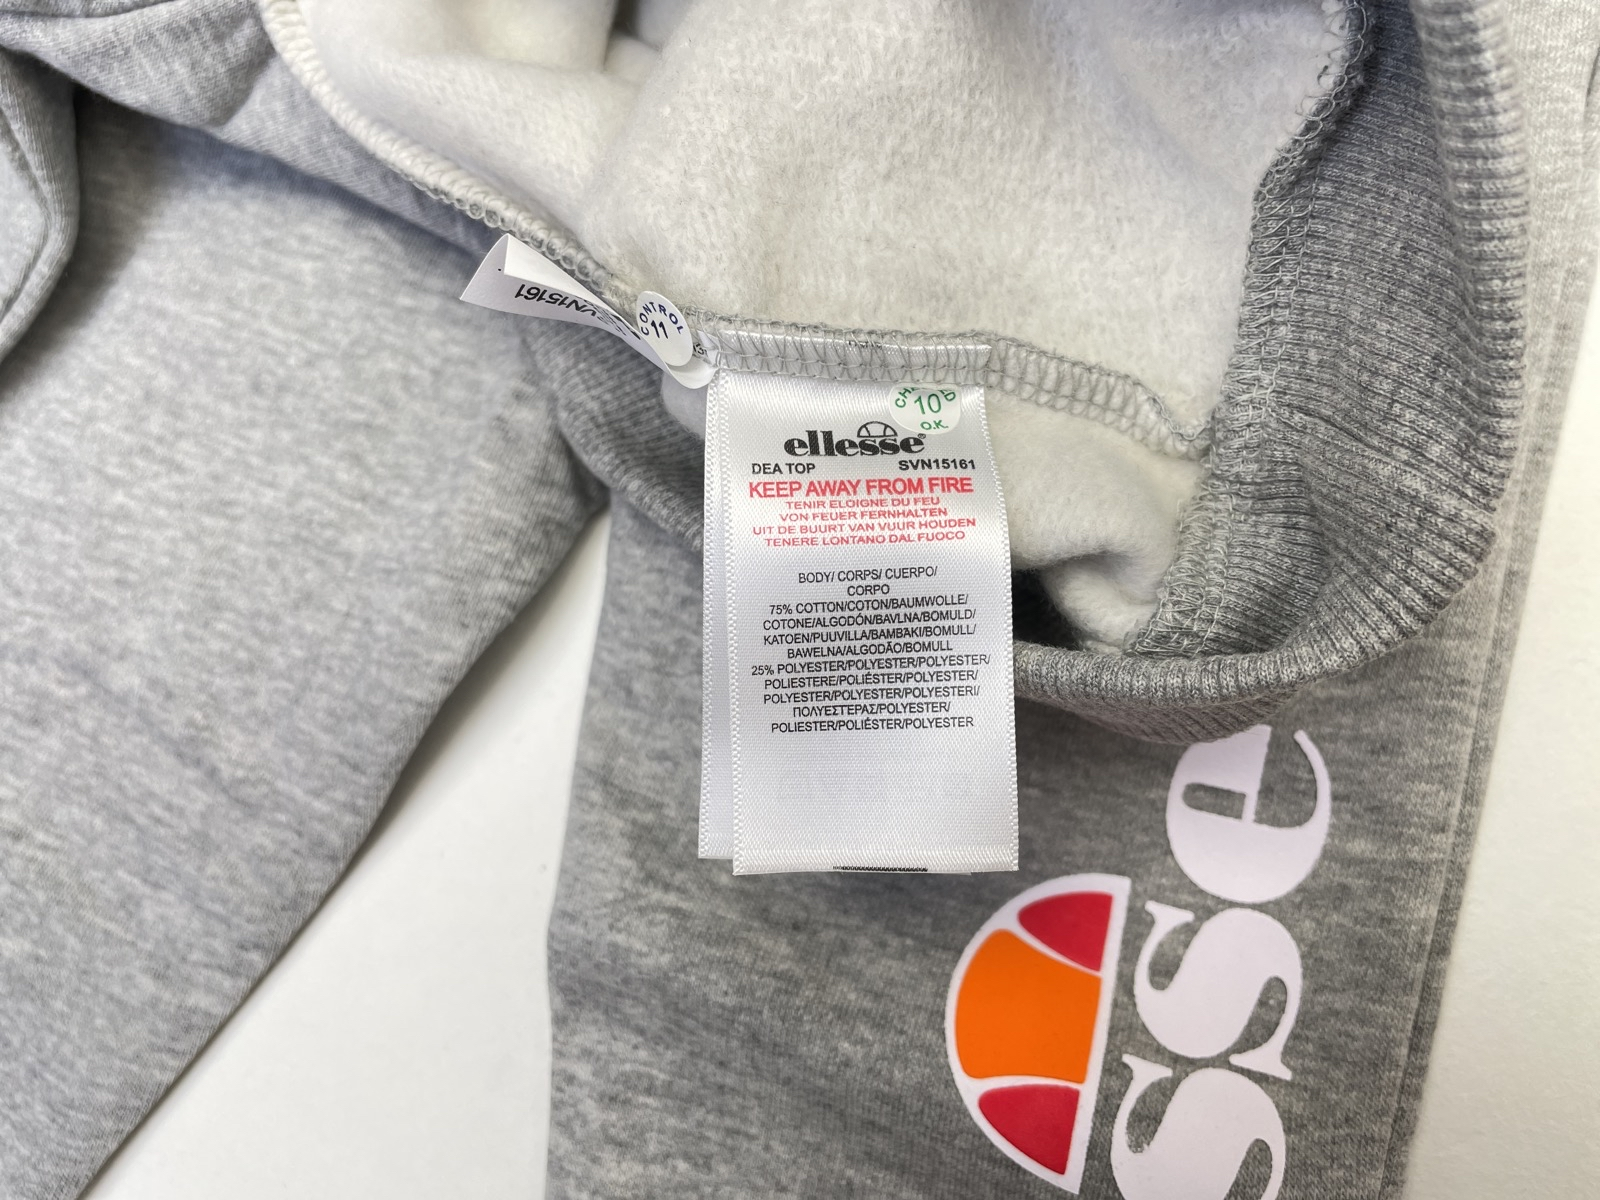 SVN15161
CONTROL
11
10
O.K.
ellesse®
DEA TOP SVN15161
KEEP AWAY FROM FIRE
TENIR ELOIGNE DU FEU
VON FEUER FERNHALTEN
UIT DE BUURT VAN VUUR HOUDEN
TENERE LONTANO DAL FUOCO
BODY/ CORPS/ CUERPO/
CORPO
75% COTTON/COTON/BAUMWOLLE/
COTONE/ALGODÓN/BAVLNA/BOMULD/
KATOEN/PUUVILLA/BAMBAKI/BOMULL/
BAWELNA/ALGODÃO/BOMULL
25% POLYESTER/POLYESTER/POLYESTER/
POLIESTERE/POLIÉSTER/POLYESTER/
POLYESTER/POLYESTER/POLYESTERI/
ΠΟΛΥΕΣΤΕΡΑΣ/POLYESTER/
POLIESTER/POLIÉSTER/POLYESTER
sse